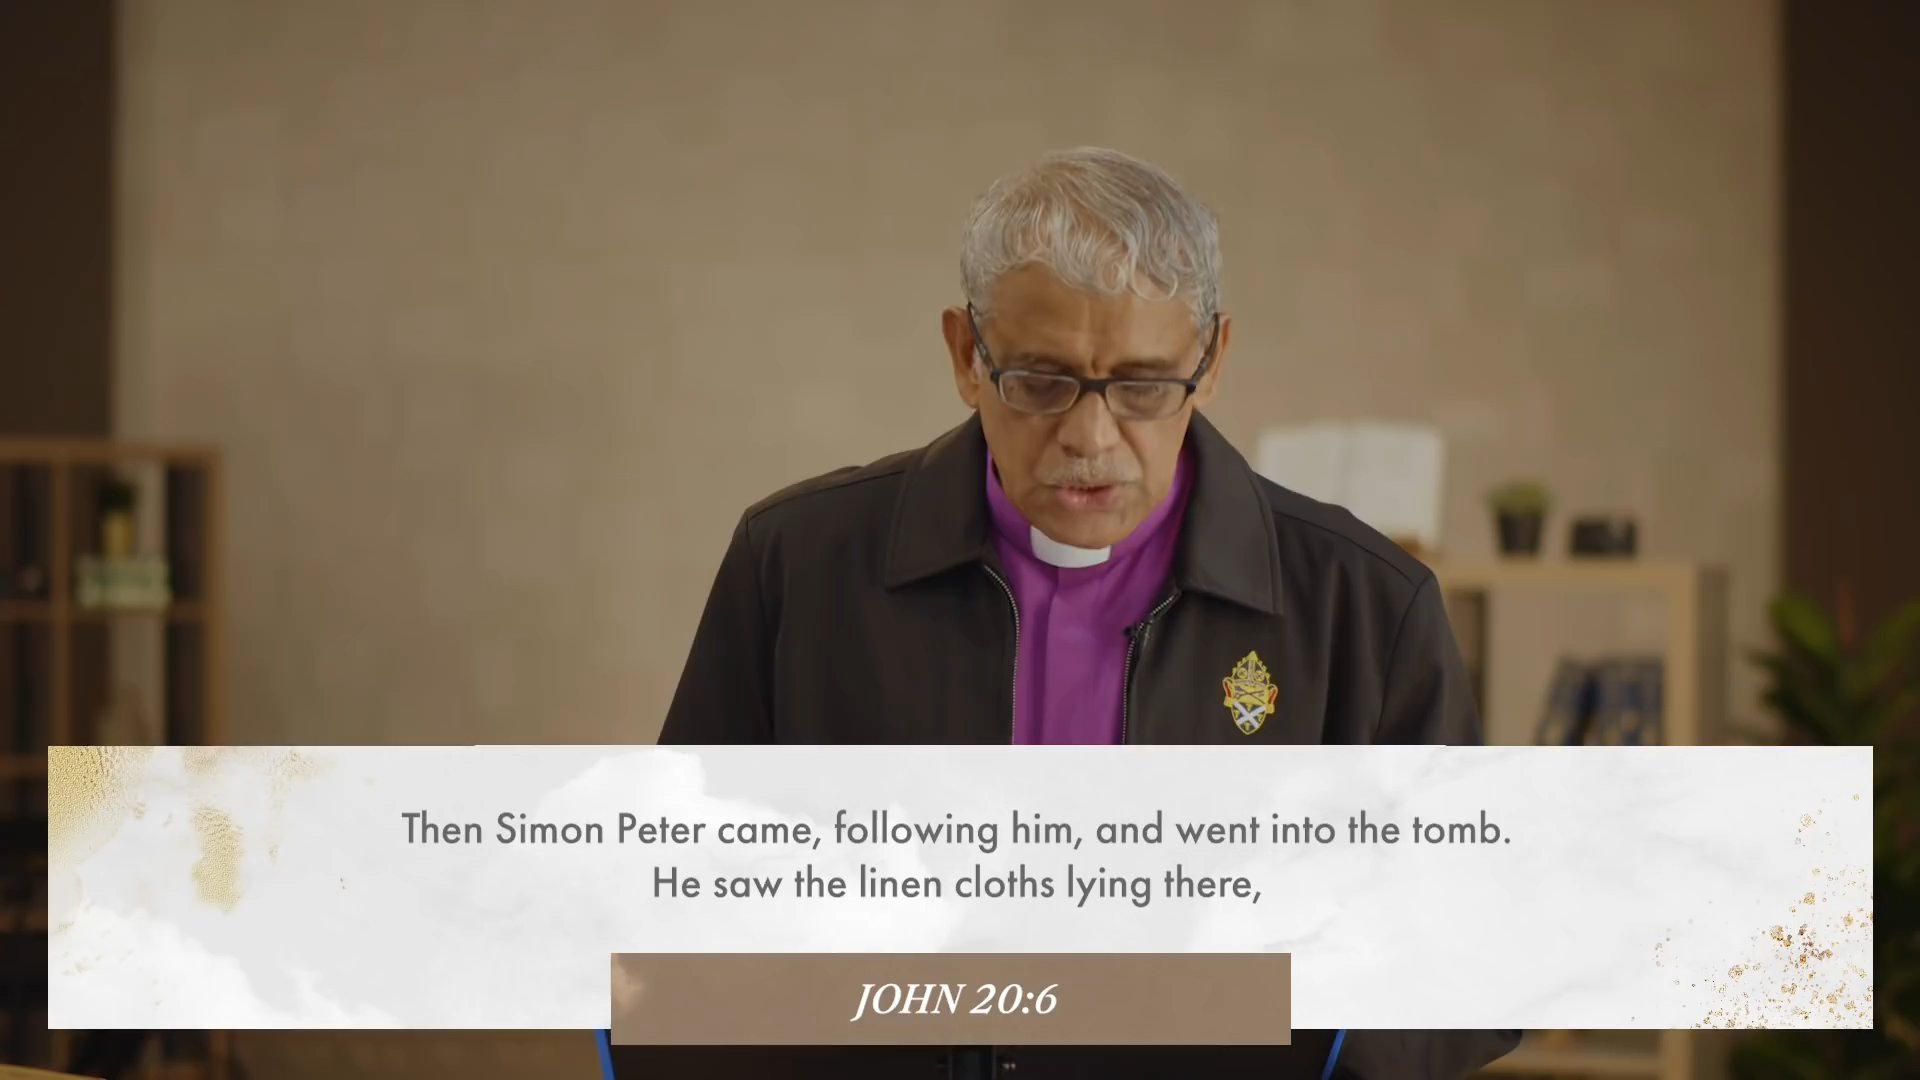 Then Simon Peter came, following him, and went into the tomb.
He saw the linen cloths lying there,
JOHN 20:6